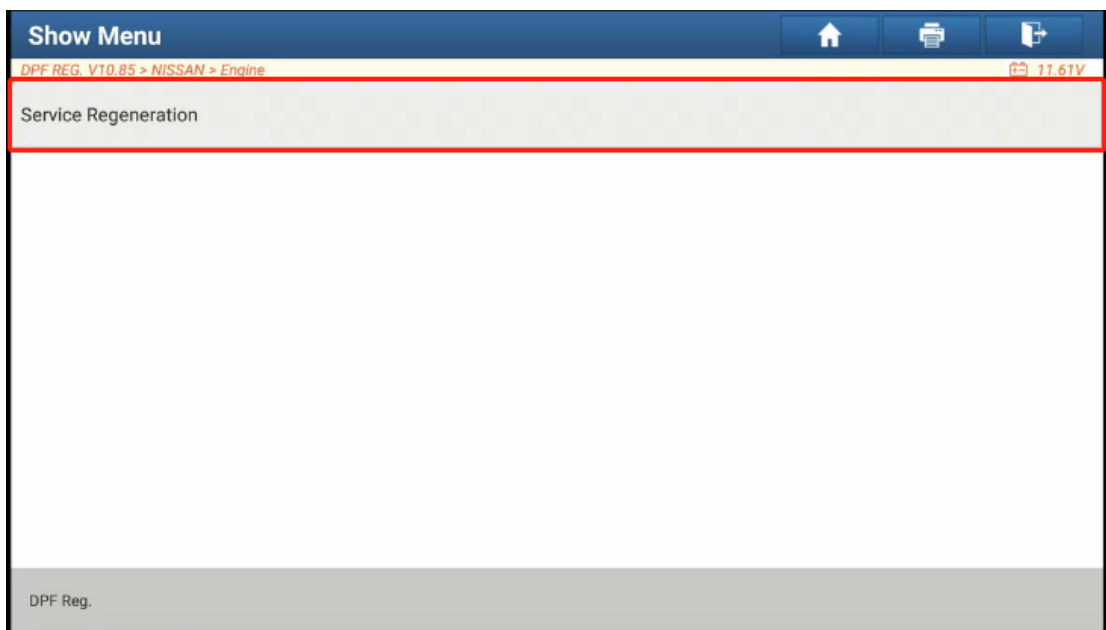 Show Menu
DPF REG. V10.85 > NISSAN > Engine 11.61V
Service Regeneration
DPF Reg.